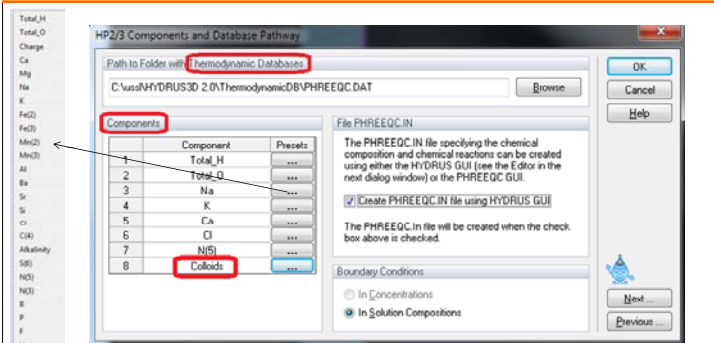 Total_H
Total_O
Charge
Ca
Mg
Na
K
Fe(2)
Fe(3)
Mn(2)
Mn(3)
Al
Ba
Sr
Si
Cl
C(4)
Alkalinity
S(6)
N(5)
N(3)
B
P
F
HP2/3 Components and Database Pathway
Path to Folder with Thermodynamic Databases
C:\ussl\HYDRUS3D 2.0\ThermodynamicDB\PHREEQC.DAT
Browse
Components
Component Presets
1 Total_H ...
2 Total_O ...
3 Na ...
4 K ...
5 Ca ...
6 Cl ...
7 N(5) ...
8 Colloids ...
File PHREEQC.IN
The PHREEQC.IN file specifying the chemical
composition and chemical reactions can be created
using either the HYDRUS GUI (see the Editor in the
next dialog window) or the PHREEQC GUI.
Create PHREEQC.IN file using HYDRUS GUI
The PHREEQC.In file will be created when the check
box above is checked.
Boundary Conditions
In Concentrations
In Solution Compositions
OK
Cancel
Help
Next ...
Previous ...